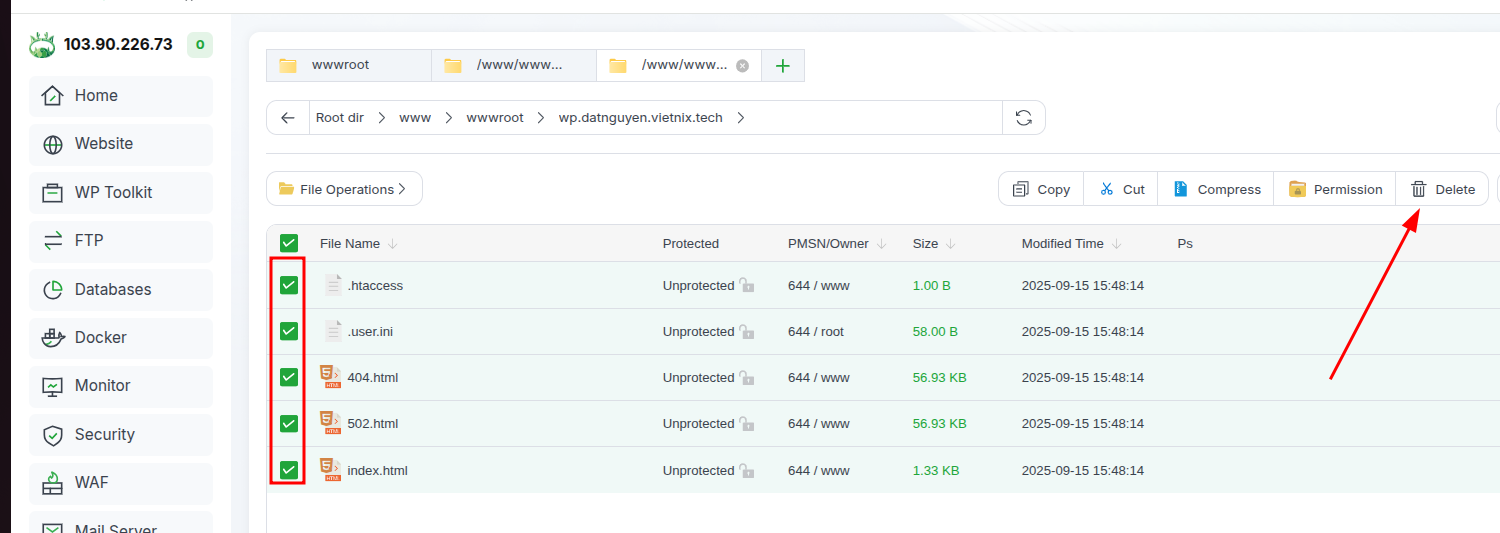 103.90.226.73 0
Home
Website
WP Toolkit
FTP
Databases
Docker
Monitor
Security
WAF
Mail Server
wwwroot /www/www... /www/www...
Root dir www wwwroot wp.datnguyen.vietnix.tech
File Operations Copy Cut Compress Permission Delete
File Name Protected PMSN/Owner Size Modified Time Ps
.htaccess Unprotected 644 / www 1.00 B 2025-09-15 15:48:14
.user.ini Unprotected 644 / root 58.00 B 2025-09-15 15:48:14
404.html Unprotected 644 / www 56.93 KB 2025-09-15 15:48:14
502.html Unprotected 644 / www 56.93 KB 2025-09-15 15:48:14
index.html Unprotected 644 / www 1.33 KB 2025-09-15 15:48:14